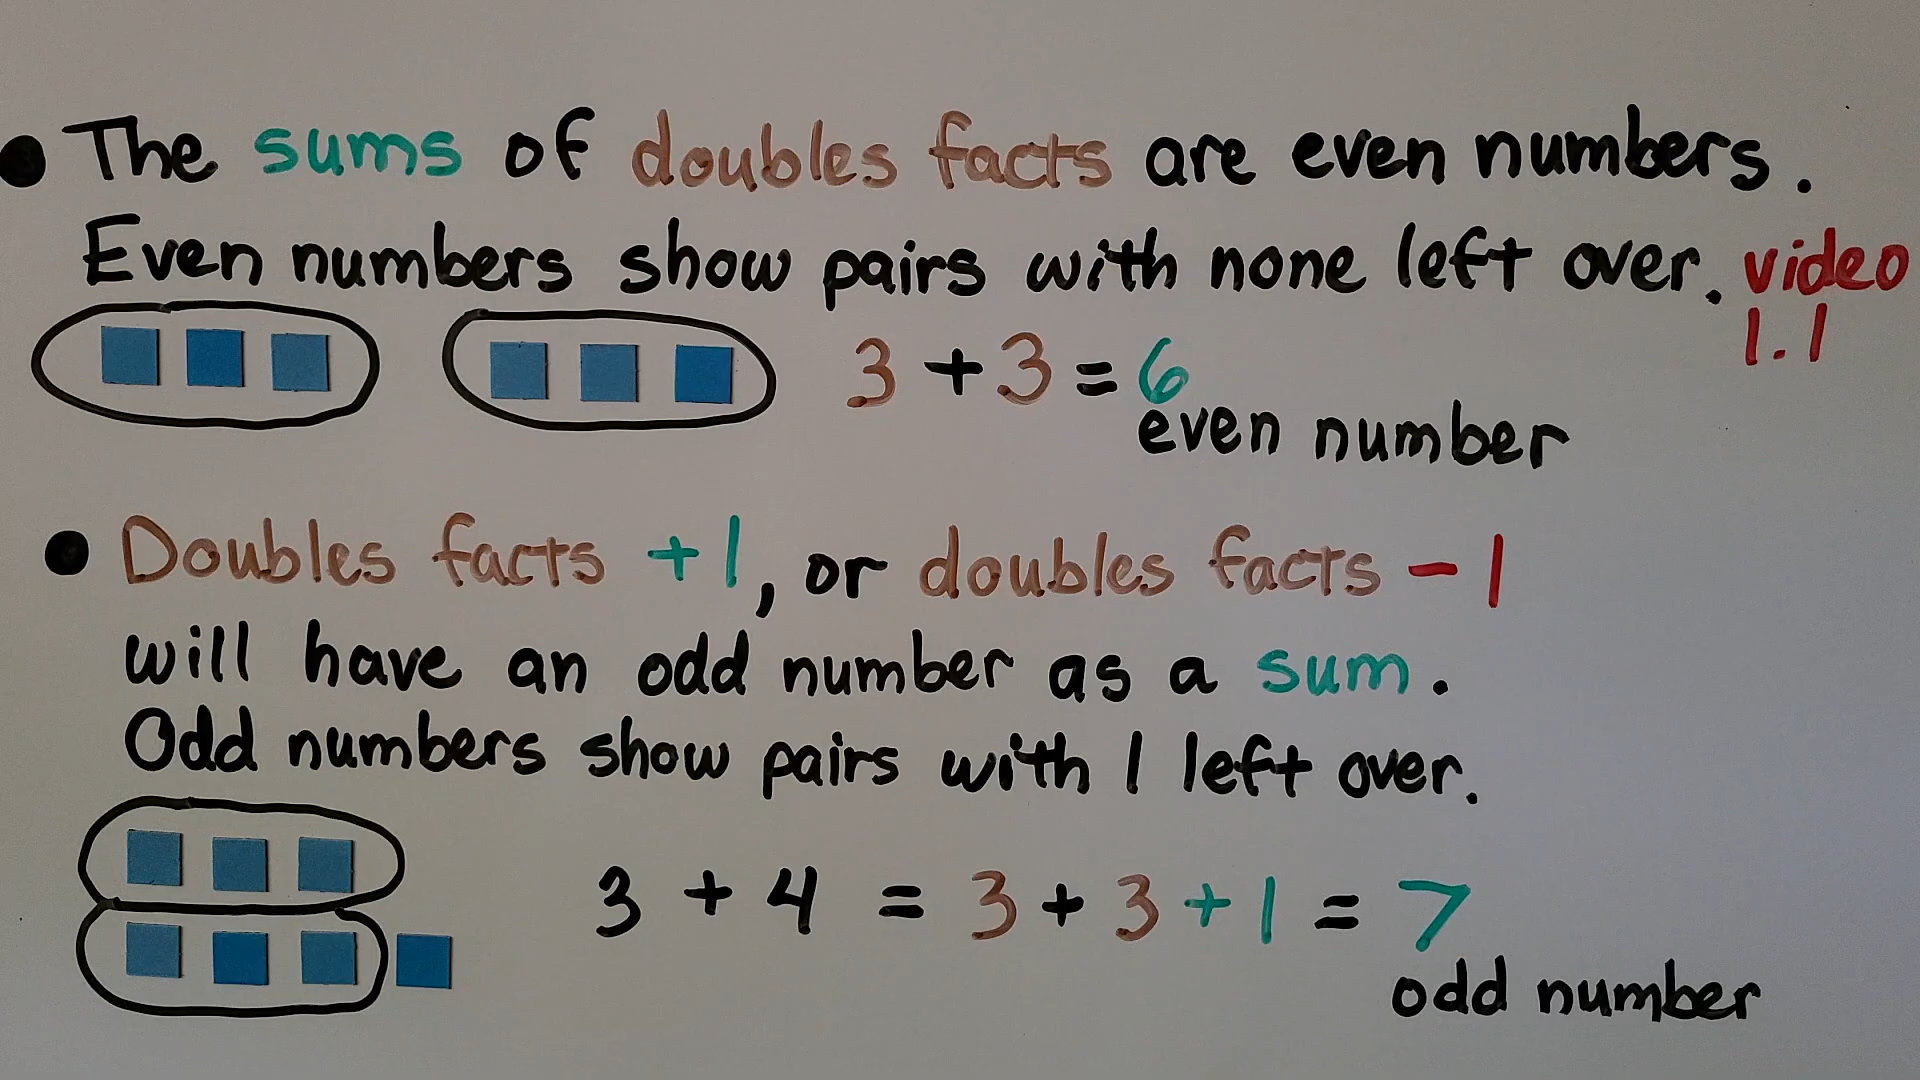 • The sums of doubles facts are even numbers.
Even numbers show pairs with none left over. video
1.1
3 + 3 = 6
even number
• Doubles facts +1, or doubles facts - 1
will have an odd number as a sum.
Odd numbers show pairs with 1 left over.
3 + 4 = 3 + 3 + 1 = 7
odd number